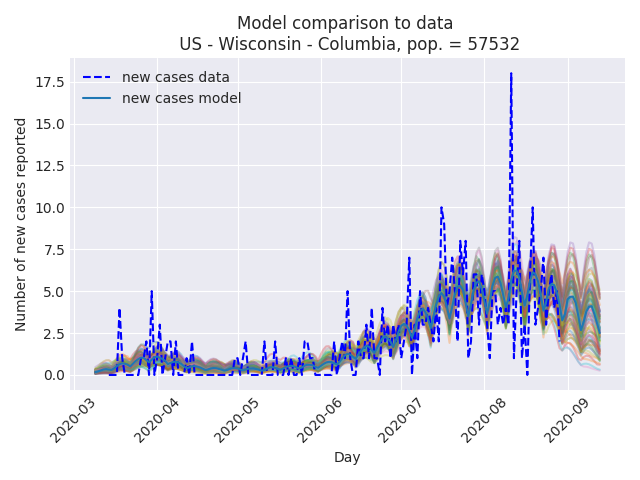 Model comparison to data
US - Wisconsin - Columbia, pop. = 57532
new cases data
new cases model
Number of new cases reported
17.5
15.0
12.5
10.0
7.5
5.0
2.5
0.0
2020-03
2020-04
2020-05
2020-06
2020-07
2020-08
2020-09
Day